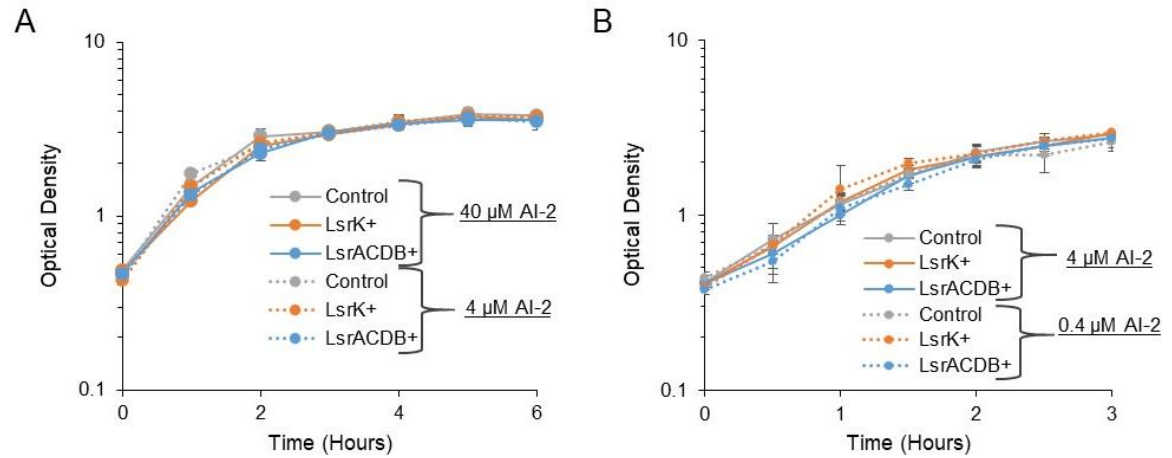 A
10
1
0.1
Optical Density
Control
LsrK+
LsrACDB+
40 µM AI-2
Control
LsrK+
LsrACDB+
4 µM AI-2
0
2
4
6
Time (Hours)
B
10
1
0.1
Optical Density
Control
LsrK+
LsrACDB+
4 µM AI-2
Control
LsrK+
LsrACDB+
0.4 µM AI-2
0
1
2
3
Time (Hours)